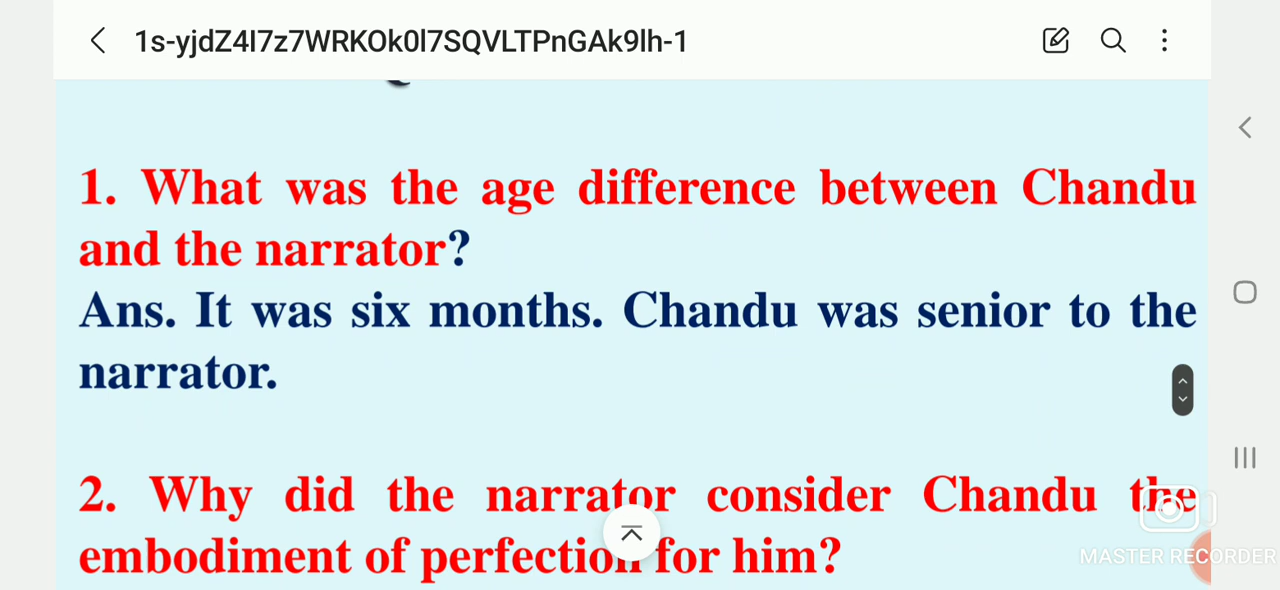 1s-yjdZ4I7z7WRKOk0l7SQVLTPnGAk9lh-1
1. What was the age difference between Chandu
and the narrator?
Ans. It was six months. Chandu was senior to the
narrator.
2. Why did the narrator consider Chandu the
embodiment of perfection for him?
MASTER RECORDER